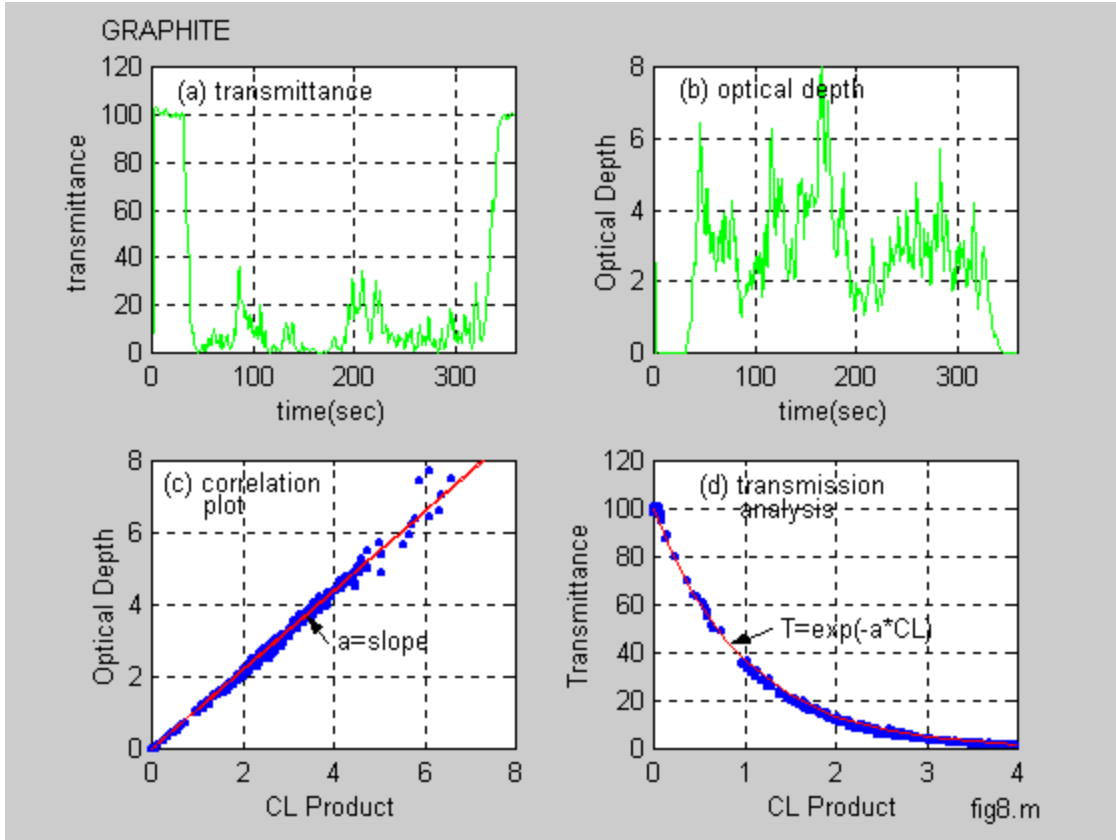 GRAPHITE
120
100
80
60
40
20
0
transmittance
(a) transmittance
0 100 200 300
time(sec)
8
6
4
2
0
Optical Depth
(b) optical depth
0 100 200 300
time(sec)
8
6
4
2
0
Optical Depth
(c) correlation
plot
a=slope
0 2 4 6 8
CL Product
120
100
80
60
40
20
0
Transmittance
(d) transmission
analysis
T=exp(-a*CL)
0 1 2 3 4
CL Product
fig8.m